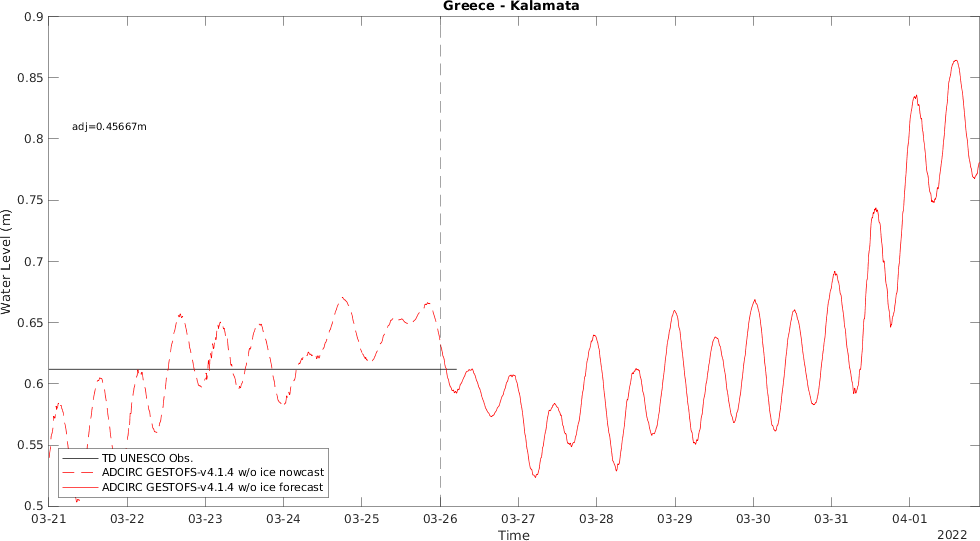 Greece - Kalamata
0.9
0.85
0.8
0.75
0.7
0.65
0.6
0.55
0.5
Water Level (m)
adj=0.45667m
TD UNESCO Obs.
ADCIRC GESTOFS-v4.1.4 w/o ice nowcast
ADCIRC GESTOFS-v4.1.4 w/o ice forecast
03-21 03-22 03-23 03-24 03-25 03-26 03-27 03-28 03-29 03-30 03-31 04-01
Time
2022